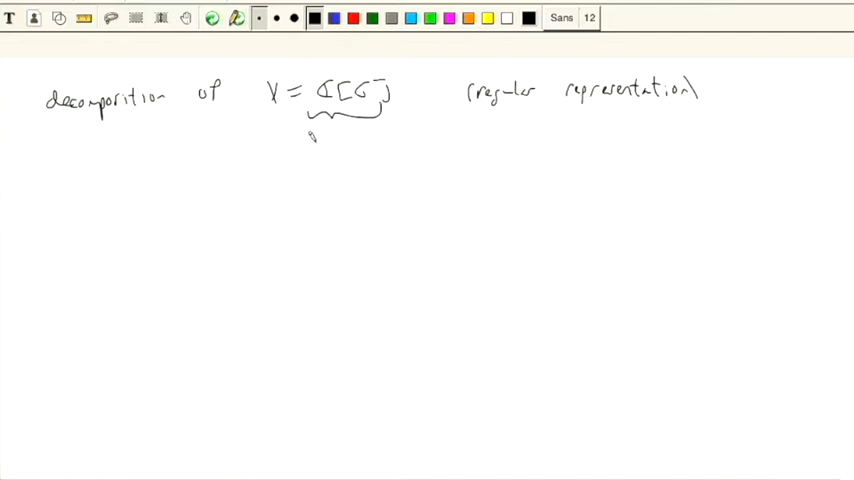 T Sans 12
decomposition of V = ℂ[G] (regular representation)